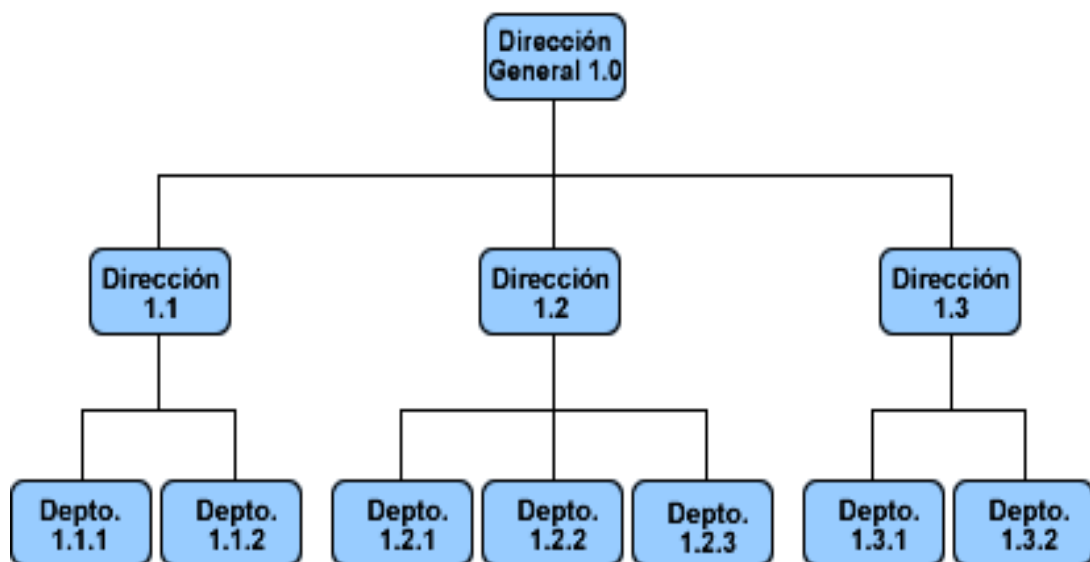 Dirección
General 1.0
Dirección
1.1
Dirección
1.2
Dirección
1.3
Depto.
1.1.1
Depto.
1.1.2
Depto.
1.2.1
Depto.
1.2.2
Depto.
1.2.3
Depto.
1.3.1
Depto.
1.3.2